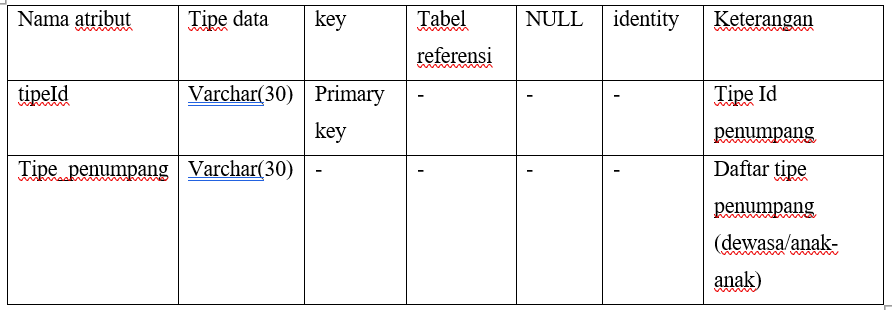 Nama atribut
Tipe data
key
Tabel
referensi
NULL
identity
Keterangan
tipeId
Varchar(30)
Primary
key
-
-
-
Tipe Id
penumpang
Tipe_penumpang
Varchar(30)
-
-
-
-
Daftar tipe
penumpang
(dewasa/anak-
anak)